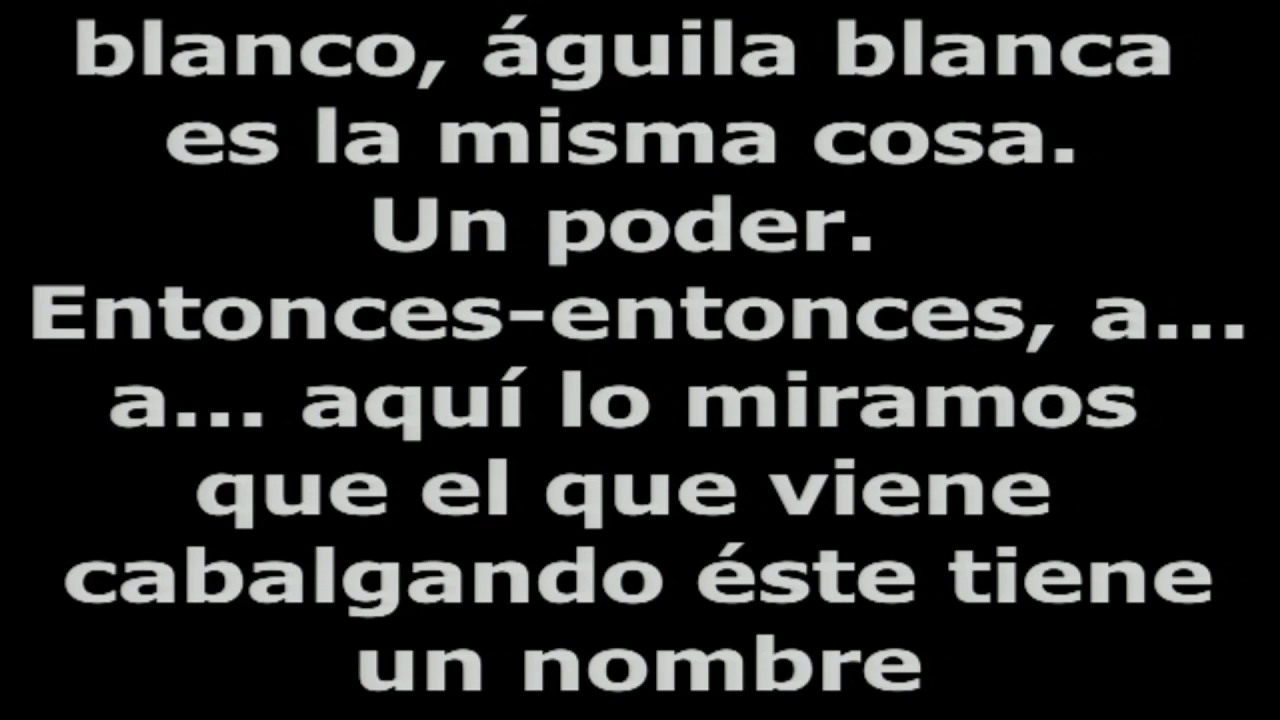 blanco, águila blanca
es la misma cosa.
Un poder.
Entonces-entonces, a...
a... aquí lo miramos
que el que viene
cabalgando éste tiene
un nombre